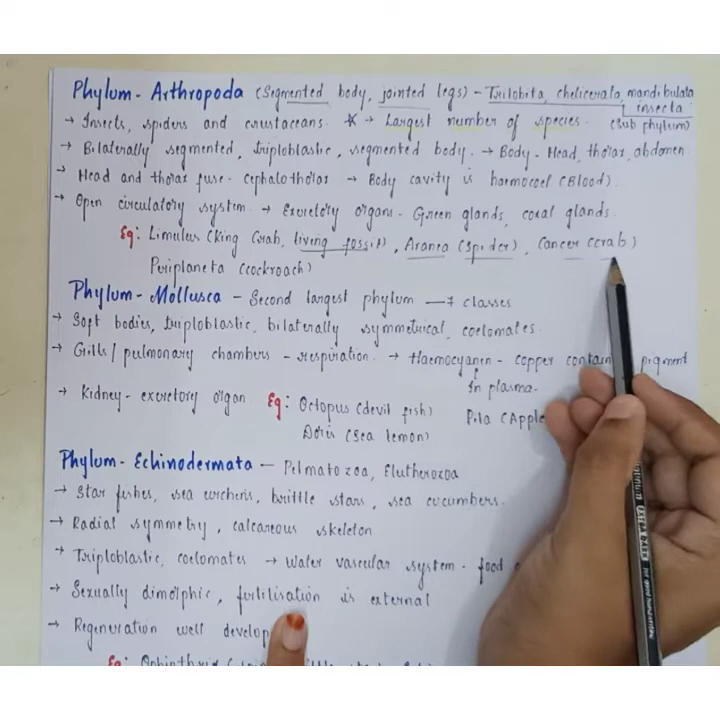 Phylum - Arthropoda (Segmented body, jointed legs) - Trilobita, chelicerata, mandibulata
insecta
→ Insects, spiders and crustaceans. * → Largest number of species. (Sub phylum)
→ Bilaterally segmented, triploblastic, segmented body. → Body - Head, thorax, abdomen
→ Head and thorax fuse - cephalothorax → Body cavity is haemocoel (Blood).
→ Open circulatory system → Excretory organs - Green glands, coxal glands.
Eg: Limulus (King Crab, living fossil), Aranea (Spider), Cancer (crab)
Periplaneta (cockroach)
Phylum - Mollusca - Second largest phylum — 7 classes
→ Soft bodies, triploblastic, bilaterally symmetrical, coelomates.
→ Gills / pulmonary chambers - respiration. → Haemocyanin - copper contain pigment
In plasma.
→ Kidney - excretory organ Eg: Octopus (devil fish) Pila (Apple
Doris (Sea lemon)
Phylum - Echinodermata - Pelmatozoa, Elutherozoa
→ Star fishes, sea urchins, brittle stars, sea cucumbers.
→ Radial symmetry, calcareous skeleton
→ Triploblastic, coelomates → Water vascular system - food
→ Sexually dimorphic, fertilisation is external
→ Regeneration well develop
Eg: